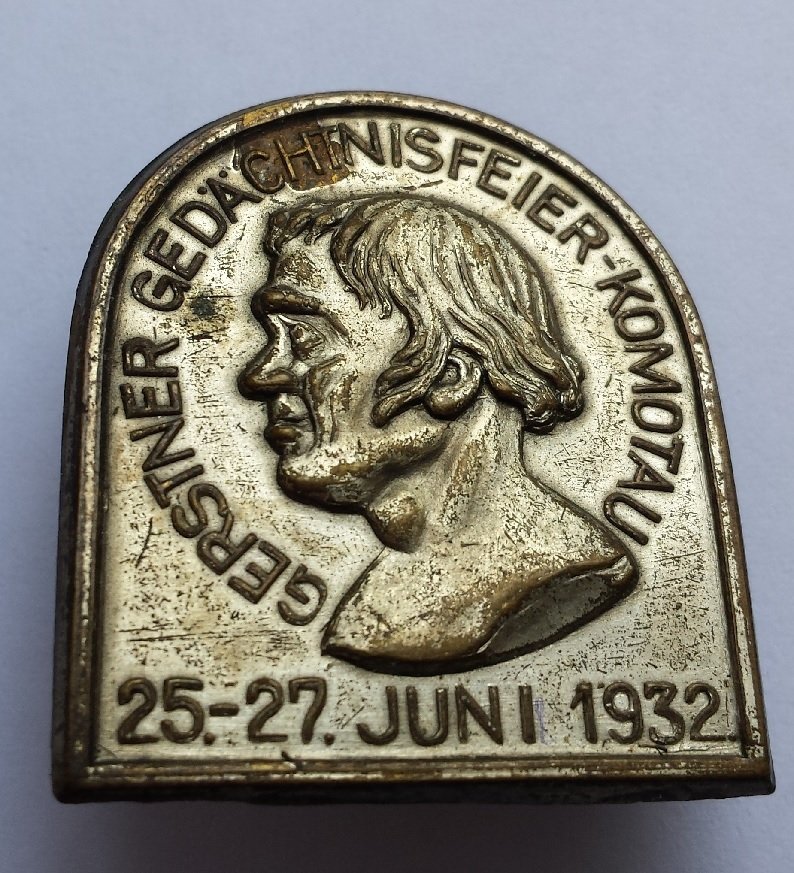 GERSTNER GEDÄCHTNISFEIER-KOMOTAU
25.-27. JUNI 1932.